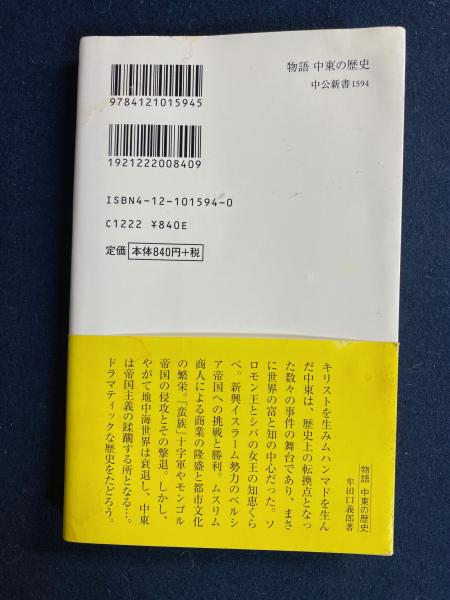 物語 中東の歴史
中公新書1594
9784121015945
1921222008409
ISBN4-12-101594-0
C1222 ¥840E
定価 本体840円+税
物語 中東の歴史
牟田口義郎著
キリストを生みムハンマドを生ん
だ中東は、歴史上の転換点となっ
た数々の事件の舞台であり、まさ
に世界の富と知の中心だった。ソ
ロモン王とシバの女王の知恵くら
べ。新興イスラーム勢力のペルシ
ア帝国への挑戦と勝利。ムスリム
商人による商業の隆盛と都市文化
の繁栄。「蛮族」十字軍やモンゴル
帝国の侵攻とその撃退。しかし、
やがて地中海世界は衰退し、中東
は帝国主義の蹂躙する所となる…。
ドラマティックな歴史をたどろう。